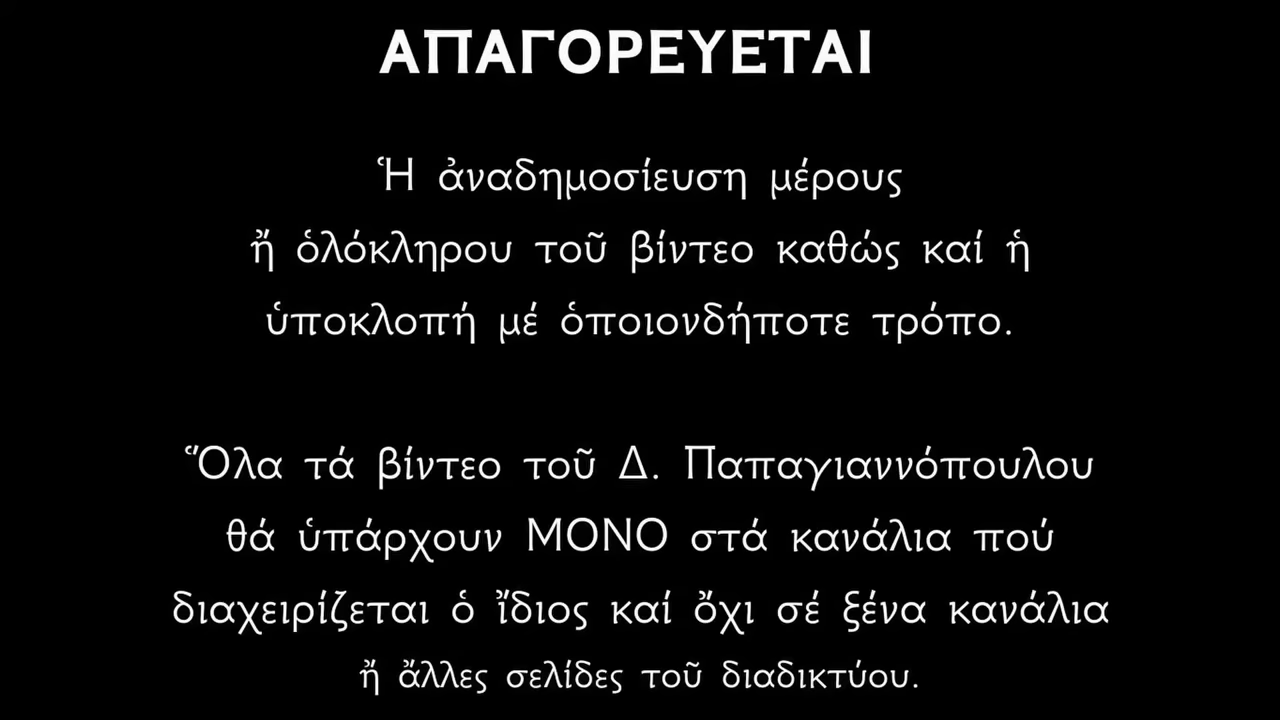 ΑΠΑΓΟΡΕΥΕΤΑΙ
Ἡ ἀναδημοσίευση μέρους
ἤ ὁλόκληρου τοῦ βίντεο καθώς καί ἡ
ὑποκλοπή μέ ὁποιονδήποτε τρόπο.
Ὅλα τά βίντεο τοῦ Δ. Παπαγιαννόπουλου
θά ὑπάρχουν ΜΟΝΟ στά κανάλια πού
διαχειρίζεται ὁ ἴδιος καί ὄχι σέ ξένα κανάλια
ἤ ἄλλες σελίδες τοῦ διαδικτύου.